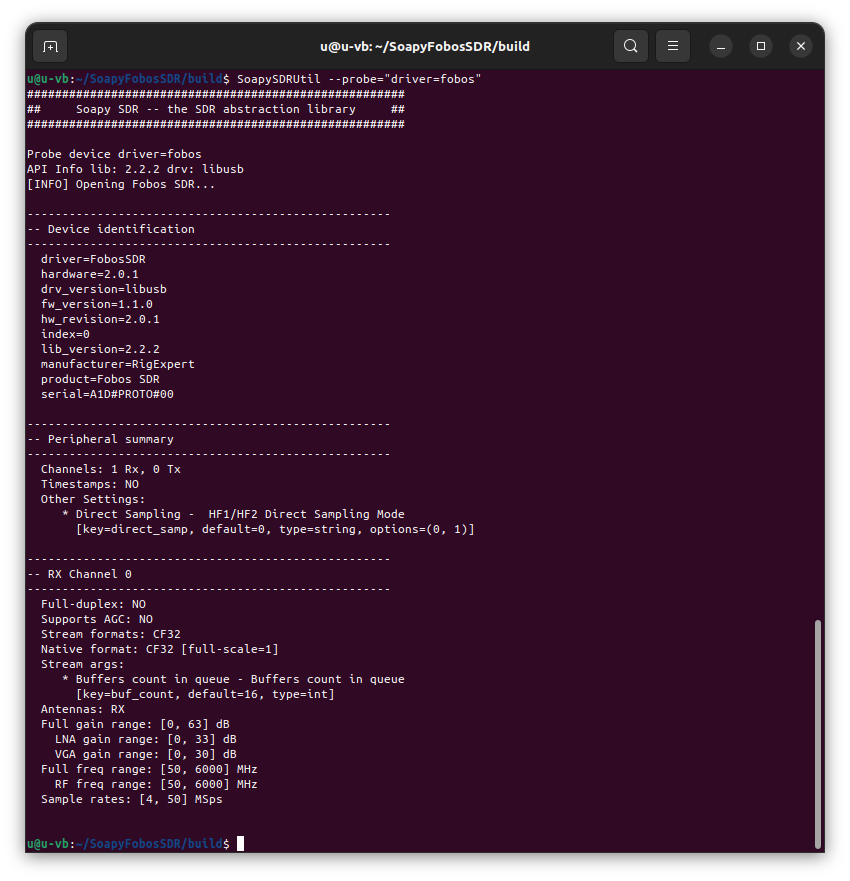 u@u-vb: ~/SoapyFobosSDR/build
u@u-vb:~/SoapyFobosSDR/build$ SoapySDRUtil --probe="driver=fobos"
######################################################
##     Soapy SDR -- the SDR abstraction library     ##
######################################################
Probe device driver=fobos
API Info lib: 2.2.2 drv: libusb
[INFO] Opening Fobos SDR...
----------------------------------------------------
-- Device identification
----------------------------------------------------
  driver=FobosSDR
  hardware=2.0.1
  drv_version=libusb
  fw_version=1.1.0
  hw_revision=2.0.1
  index=0
  lib_version=2.2.2
  manufacturer=RigExpert
  product=Fobos SDR
  serial=A1D#PROTO#00
----------------------------------------------------
-- Peripheral summary
----------------------------------------------------
  Channels: 1 Rx, 0 Tx
  Timestamps: NO
  Other Settings:
     * Direct Sampling -  HF1/HF2 Direct Sampling Mode
       [key=direct_samp, default=0, type=string, options=(0, 1)]
----------------------------------------------------
-- RX Channel 0
----------------------------------------------------
  Full-duplex: NO
  Supports AGC: NO
  Stream formats: CF32
  Native format: CF32 [full-scale=1]
  Stream args:
     * Buffers count in queue - Buffers count in queue
       [key=buf_count, default=16, type=int]
  Antennas: RX
  Full gain range: [0, 63] dB
    LNA gain range: [0, 33] dB
    VGA gain range: [0, 30] dB
  Full freq range: [50, 6000] MHz
    RF freq range: [50, 6000] MHz
  Sample rates: [4, 50] MSps
u@u-vb:~/SoapyFobosSDR/build$